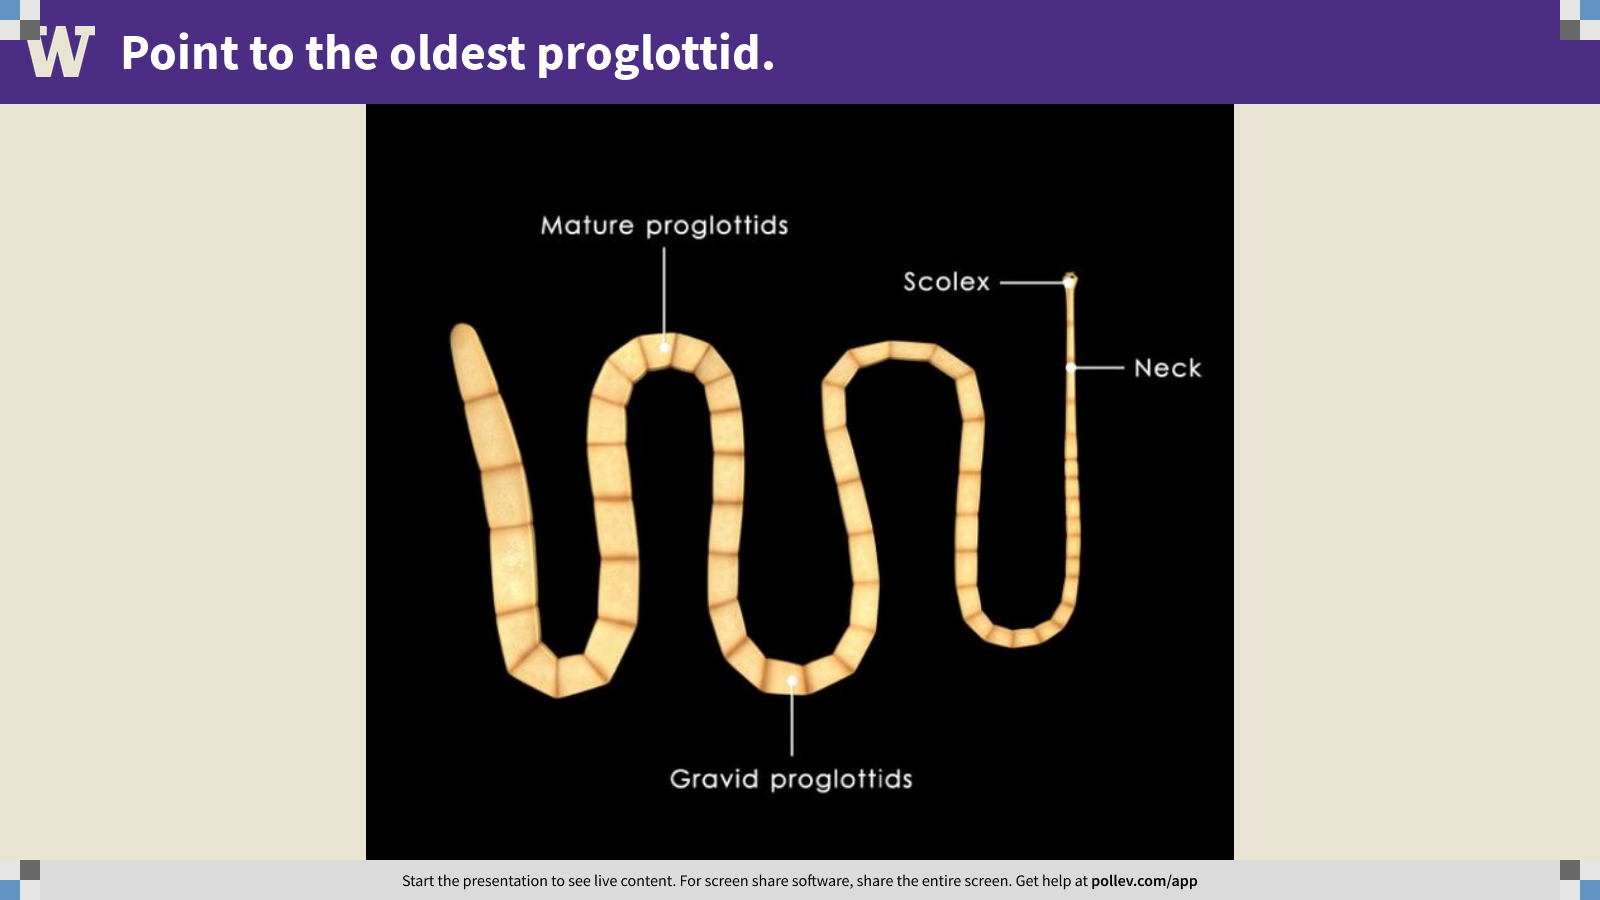 W Point to the oldest proglottid.
Mature proglottids
Scolex
Neck
Gravid proglottids
Start the presentation to see live content. For screen share software, share the entire screen. Get help at pollev.com/app